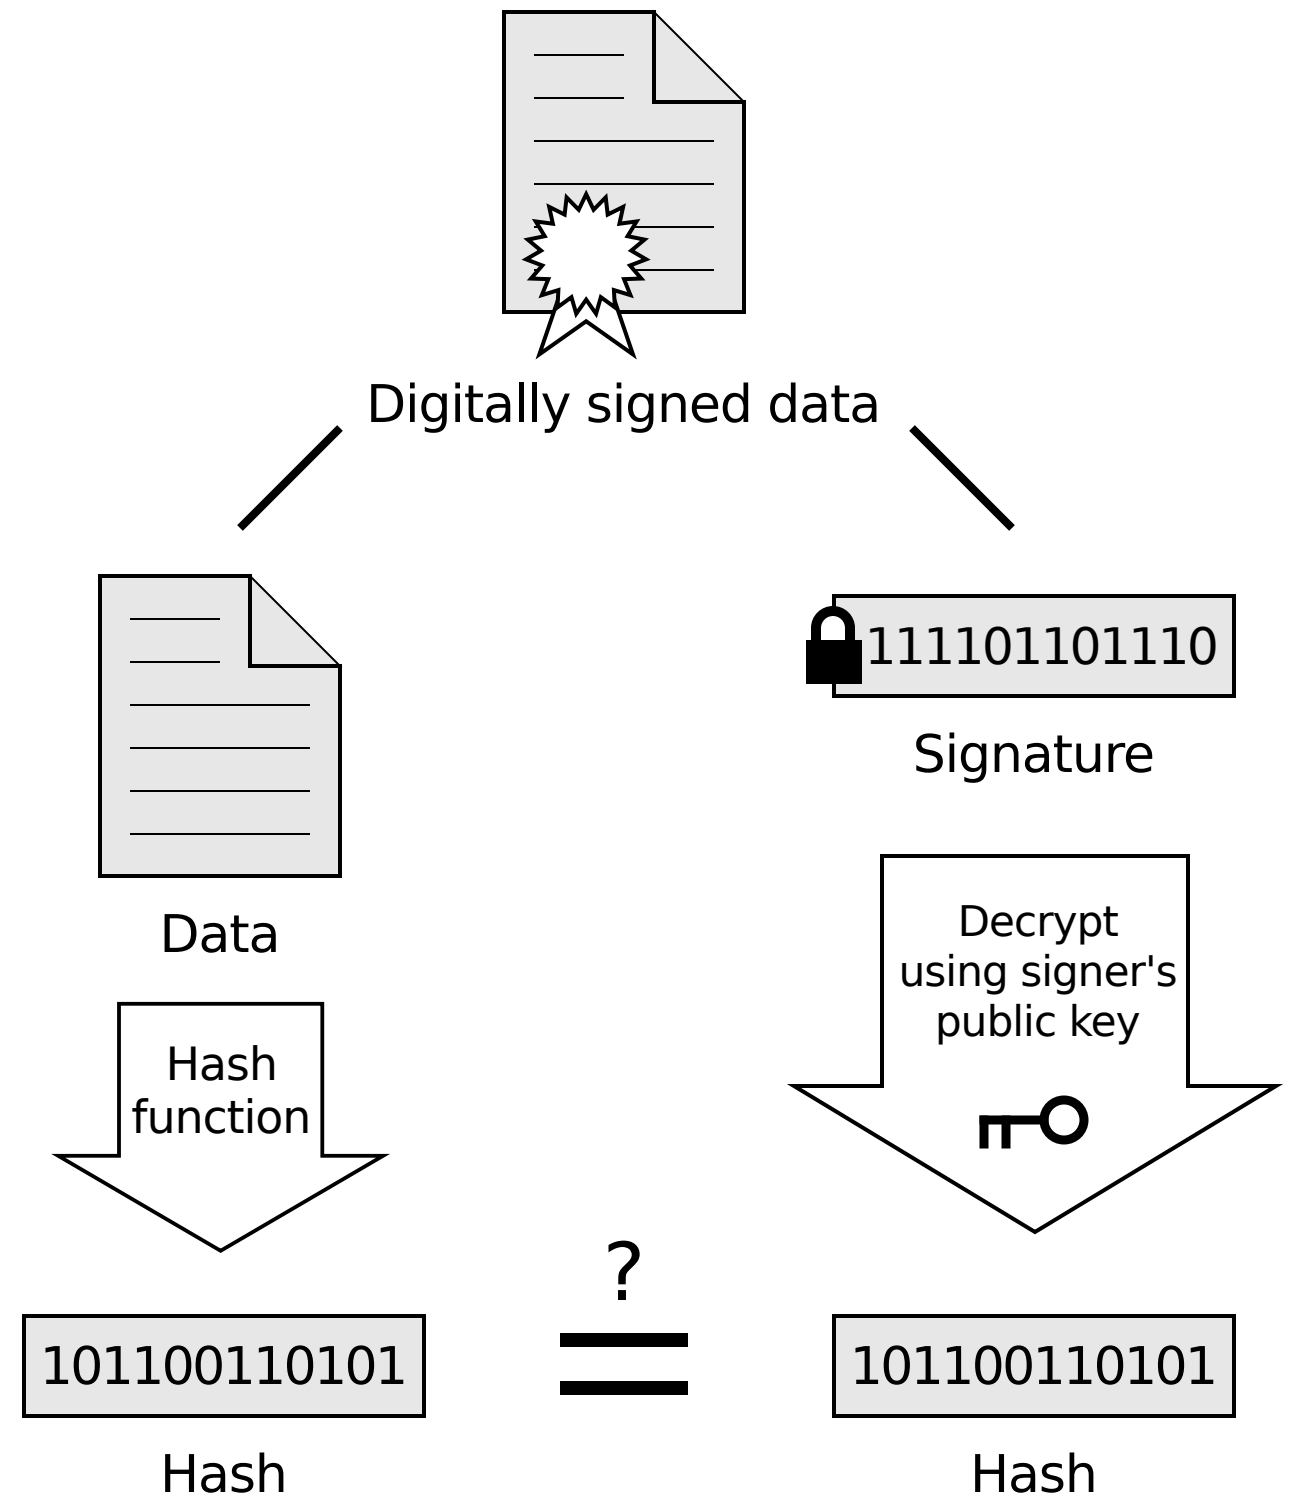 Digitally signed data
111101101110
Signature
Data
Decrypt
using signer's
public key
Hash
function
?
=
101100110101
101100110101
Hash
Hash